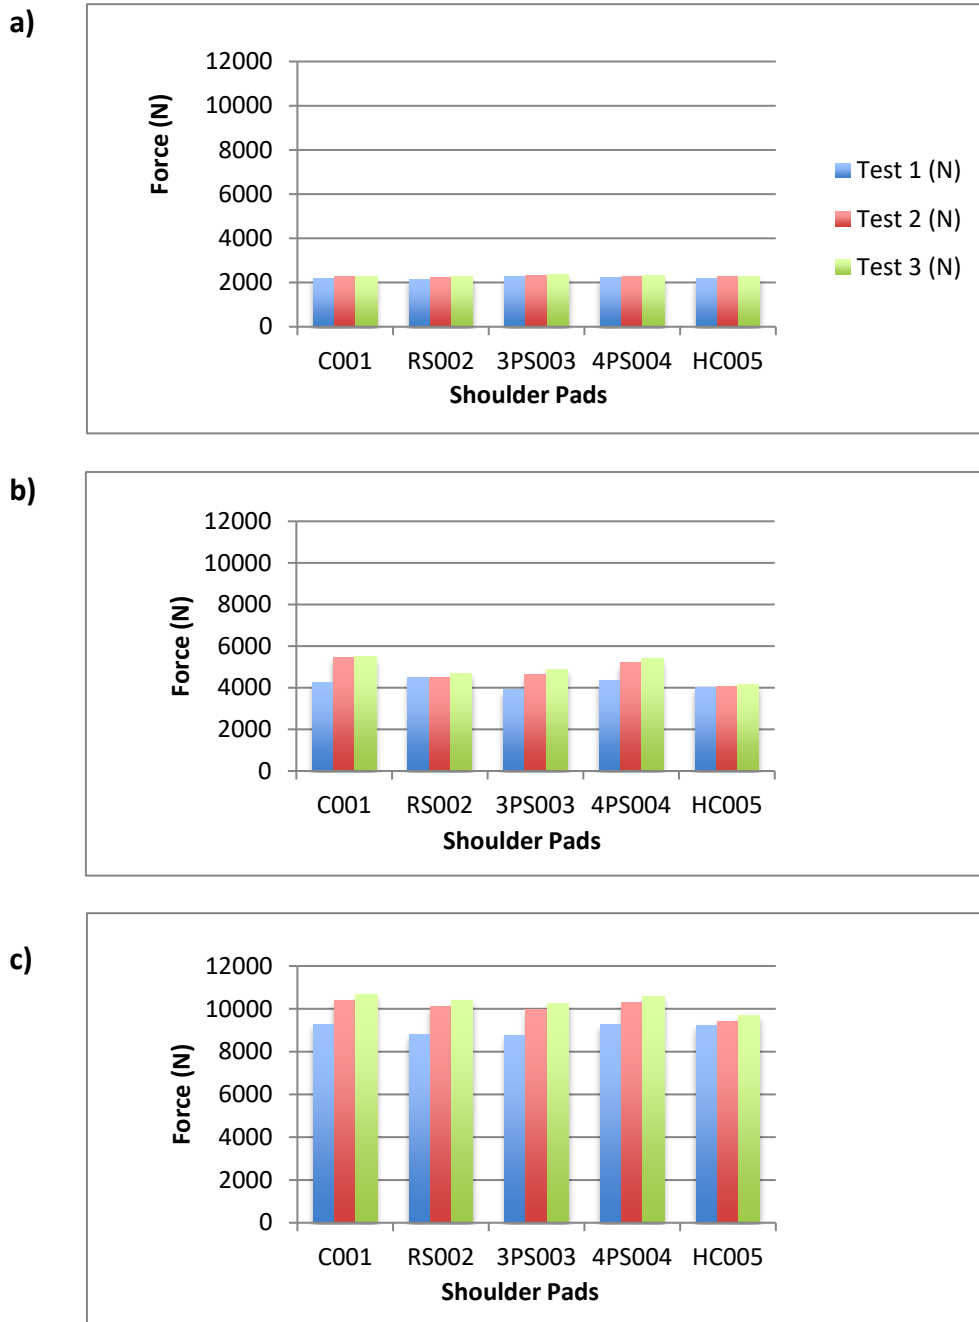 a)
12000
10000
8000
6000
4000
2000
0
Force (N)
C001 RS002 3PS003 4PS004 HC005
Shoulder Pads
Test 1 (N)
Test 2 (N)
Test 3 (N)
b)
12000
10000
8000
6000
4000
2000
0
Force (N)
C001 RS002 3PS003 4PS004 HC005
Shoulder Pads
c)
12000
10000
8000
6000
4000
2000
0
Force (N)
C001 RS002 3PS003 4PS004 HC005
Shoulder Pads